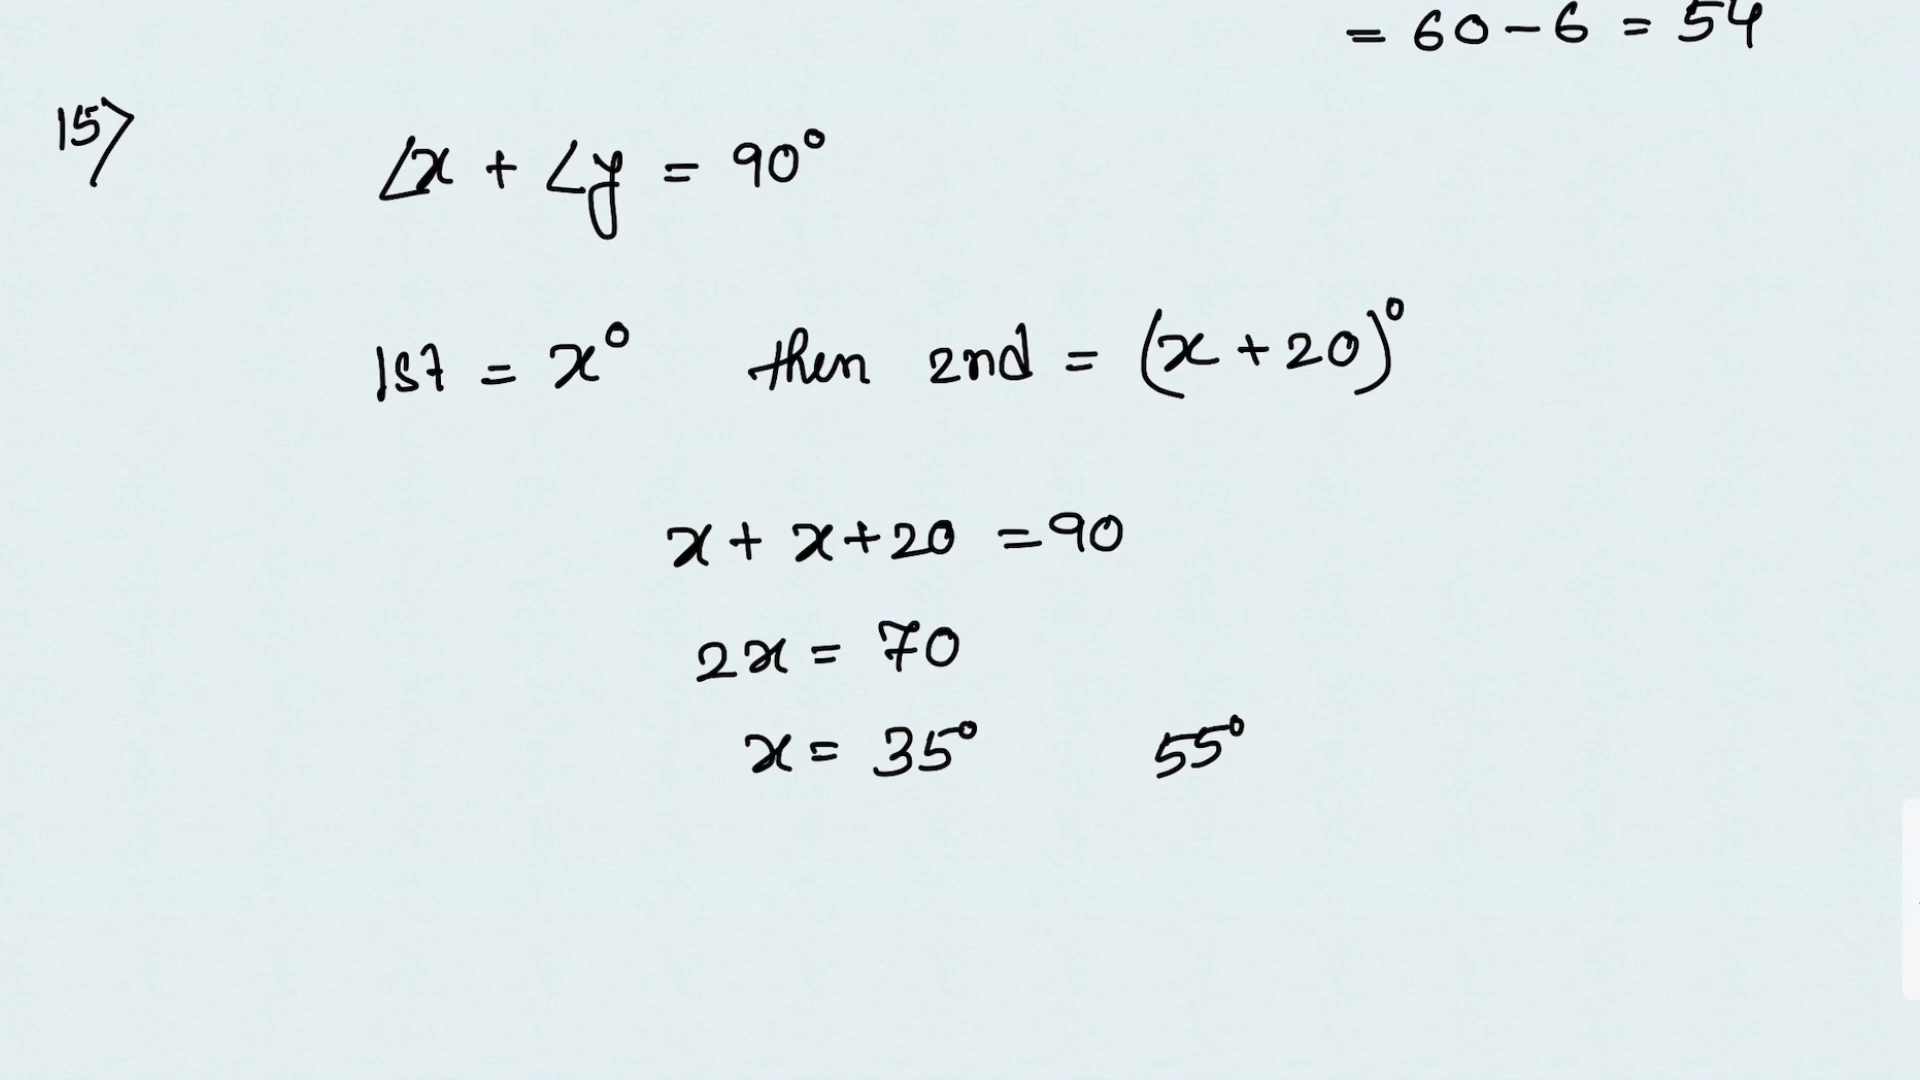 = 60 - 6 = 54
15>
∠x + ∠y = 90°
1st = x° then 2nd = (x + 20)°
x + x + 20 = 90
2x = 70
x = 35° 55°